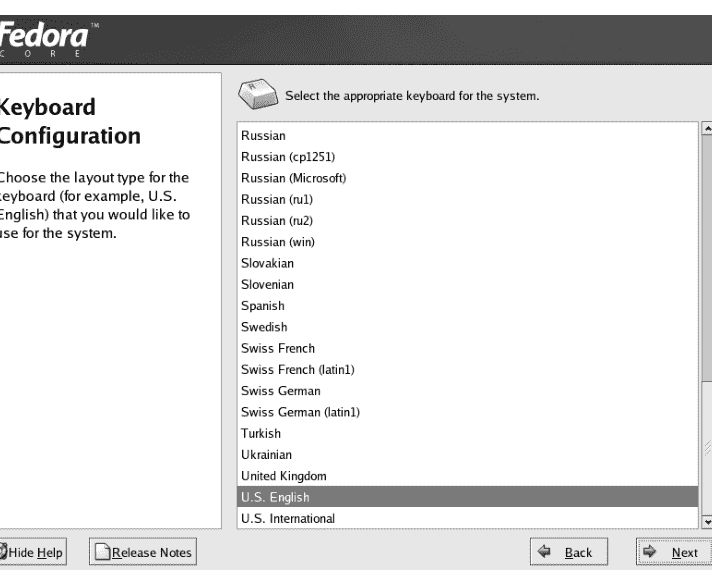 Fedora™
CORE
Keyboard
Configuration
Choose the layout type for the
keyboard (for example, U.S.
English) that you would like to
use for the system.
Select the appropriate keyboard for the system.
Russian
Russian (cp1251)
Russian (Microsoft)
Russian (ru1)
Russian (ru2)
Russian (win)
Slovakian
Slovenian
Spanish
Swedish
Swiss French
Swiss French (latin1)
Swiss German
Swiss German (latin1)
Turkish
Ukrainian
United Kingdom
U.S. English
U.S. International
Hide Help
Release Notes
Back
Next